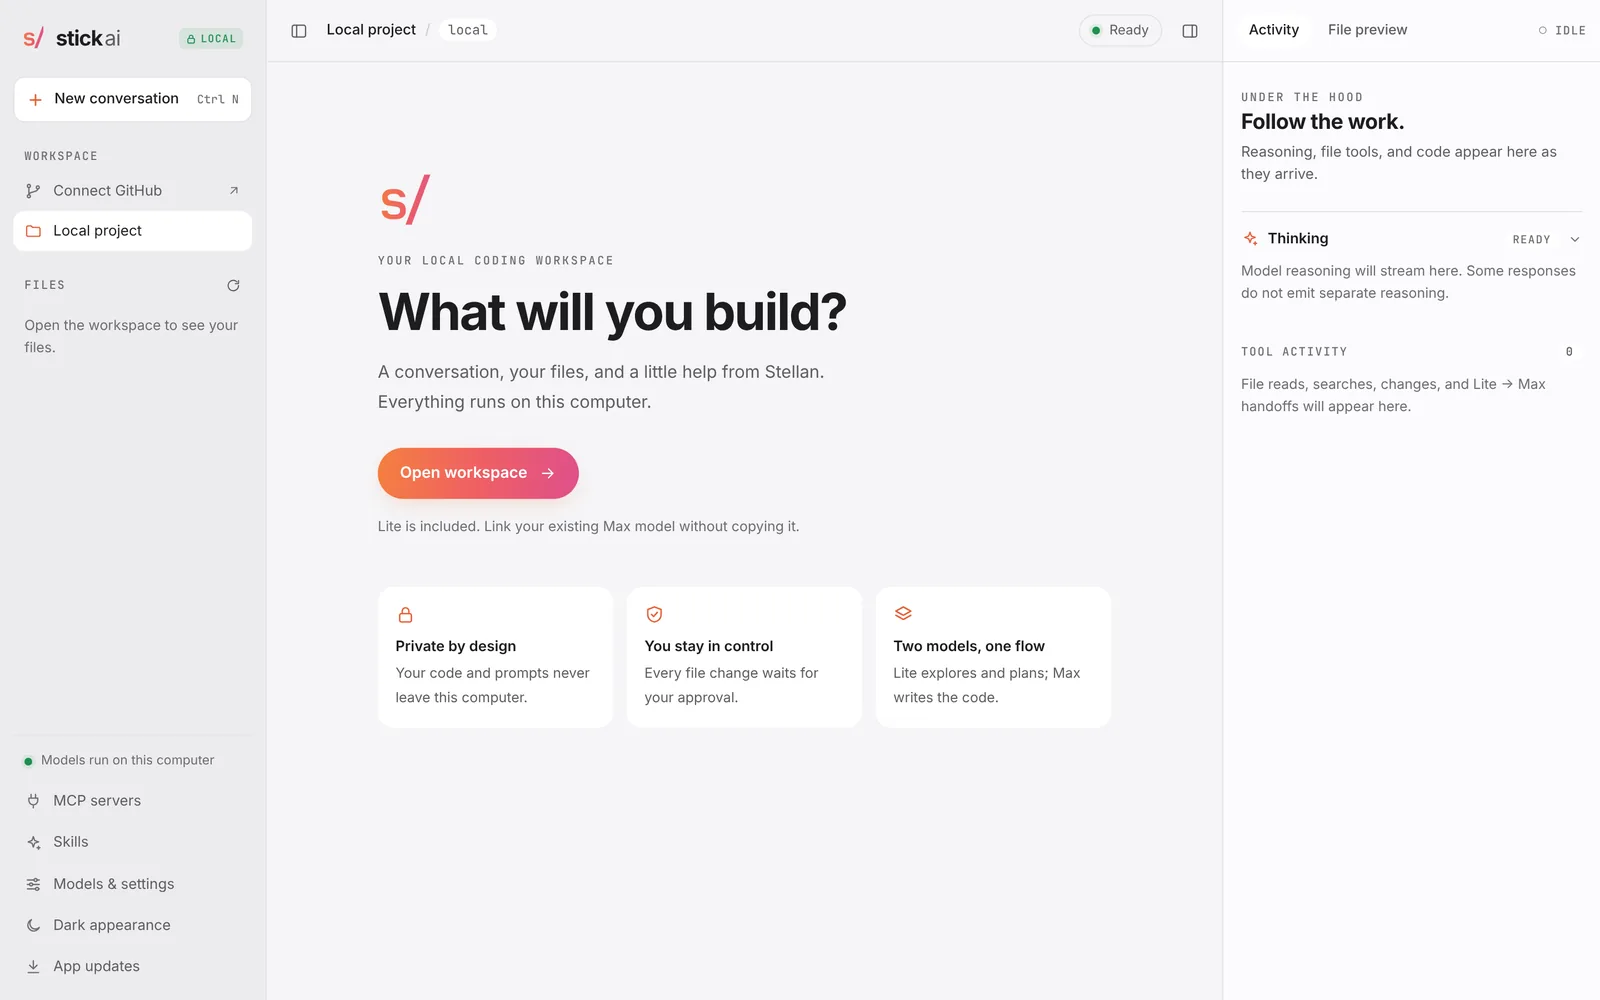 s/ stickai
LOCAL
New conversation Ctrl N
WORKSPACE
Connect GitHub
Local project
FILES
Open the workspace to see your
files.
Models run on this computer
MCP servers
Skills
Models & settings
Dark appearance
App updates
Local project / local
Ready
s/
YOUR LOCAL CODING WORKSPACE
What will you build?
A conversation, your files, and a little help from Stellan.
Everything runs on this computer.
Open workspace →
Lite is included. Link your existing Max model without copying it.
Private by design
Your code and prompts never
leave this computer.
You stay in control
Every file change waits for
your approval.
Two models, one flow
Lite explores and plans; Max
writes the code.
Activity File preview IDLE
UNDER THE HOOD
Follow the work.
Reasoning, file tools, and code appear here as
they arrive.
Thinking READY
Model reasoning will stream here. Some responses
do not emit separate reasoning.
TOOL ACTIVITY 0
File reads, searches, changes, and Lite → Max
handoffs will appear here.